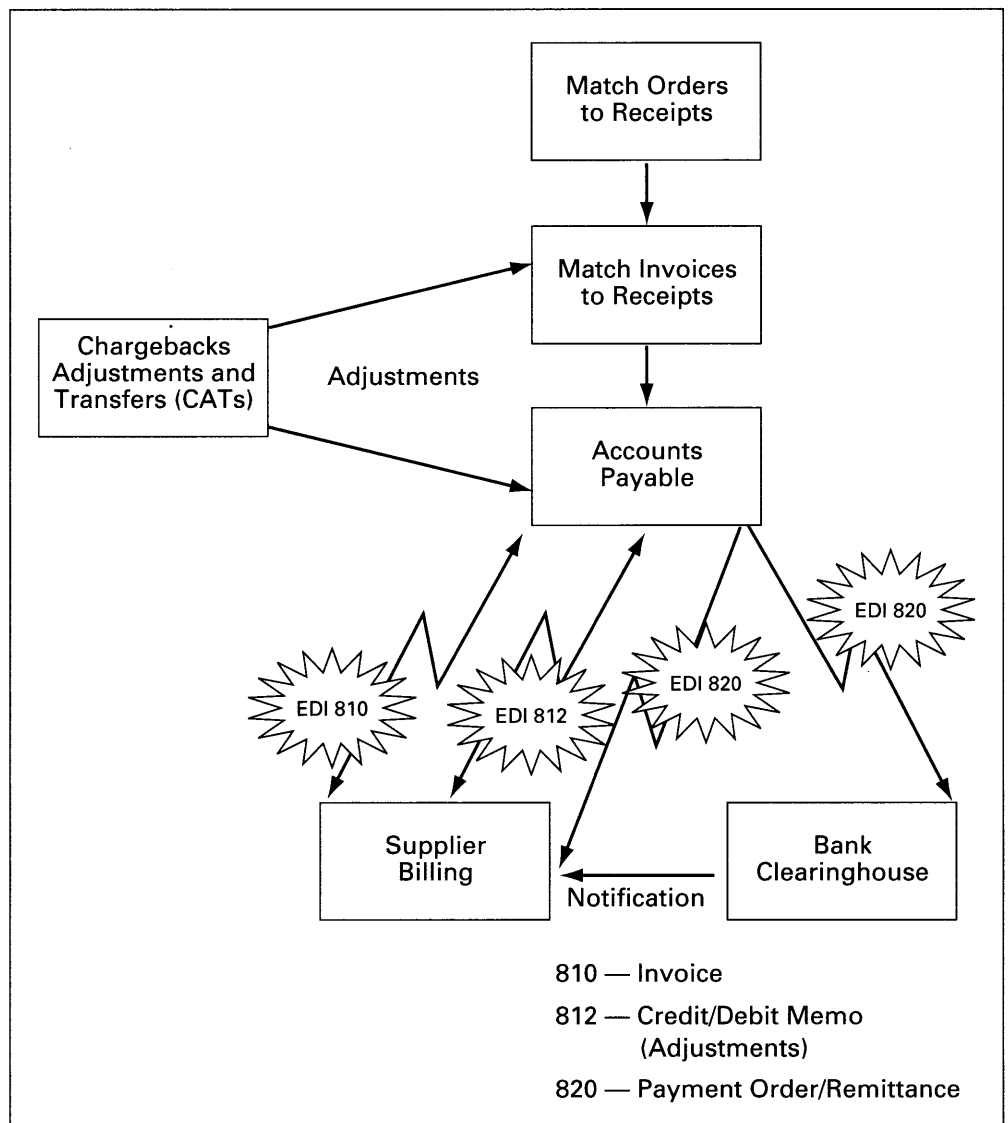 Match Orders
to Receipts
Match Invoices
to Receipts
Chargebacks
Adjustments and
Transfers (CATs)
Adjustments
Accounts
Payable
EDI 810
EDI 812
EDI 820
EDI 820
Supplier
Billing
Bank
Clearinghouse
Notification
810 — Invoice
812 — Credit/Debit Memo
(Adjustments)
820 — Payment Order/Remittance